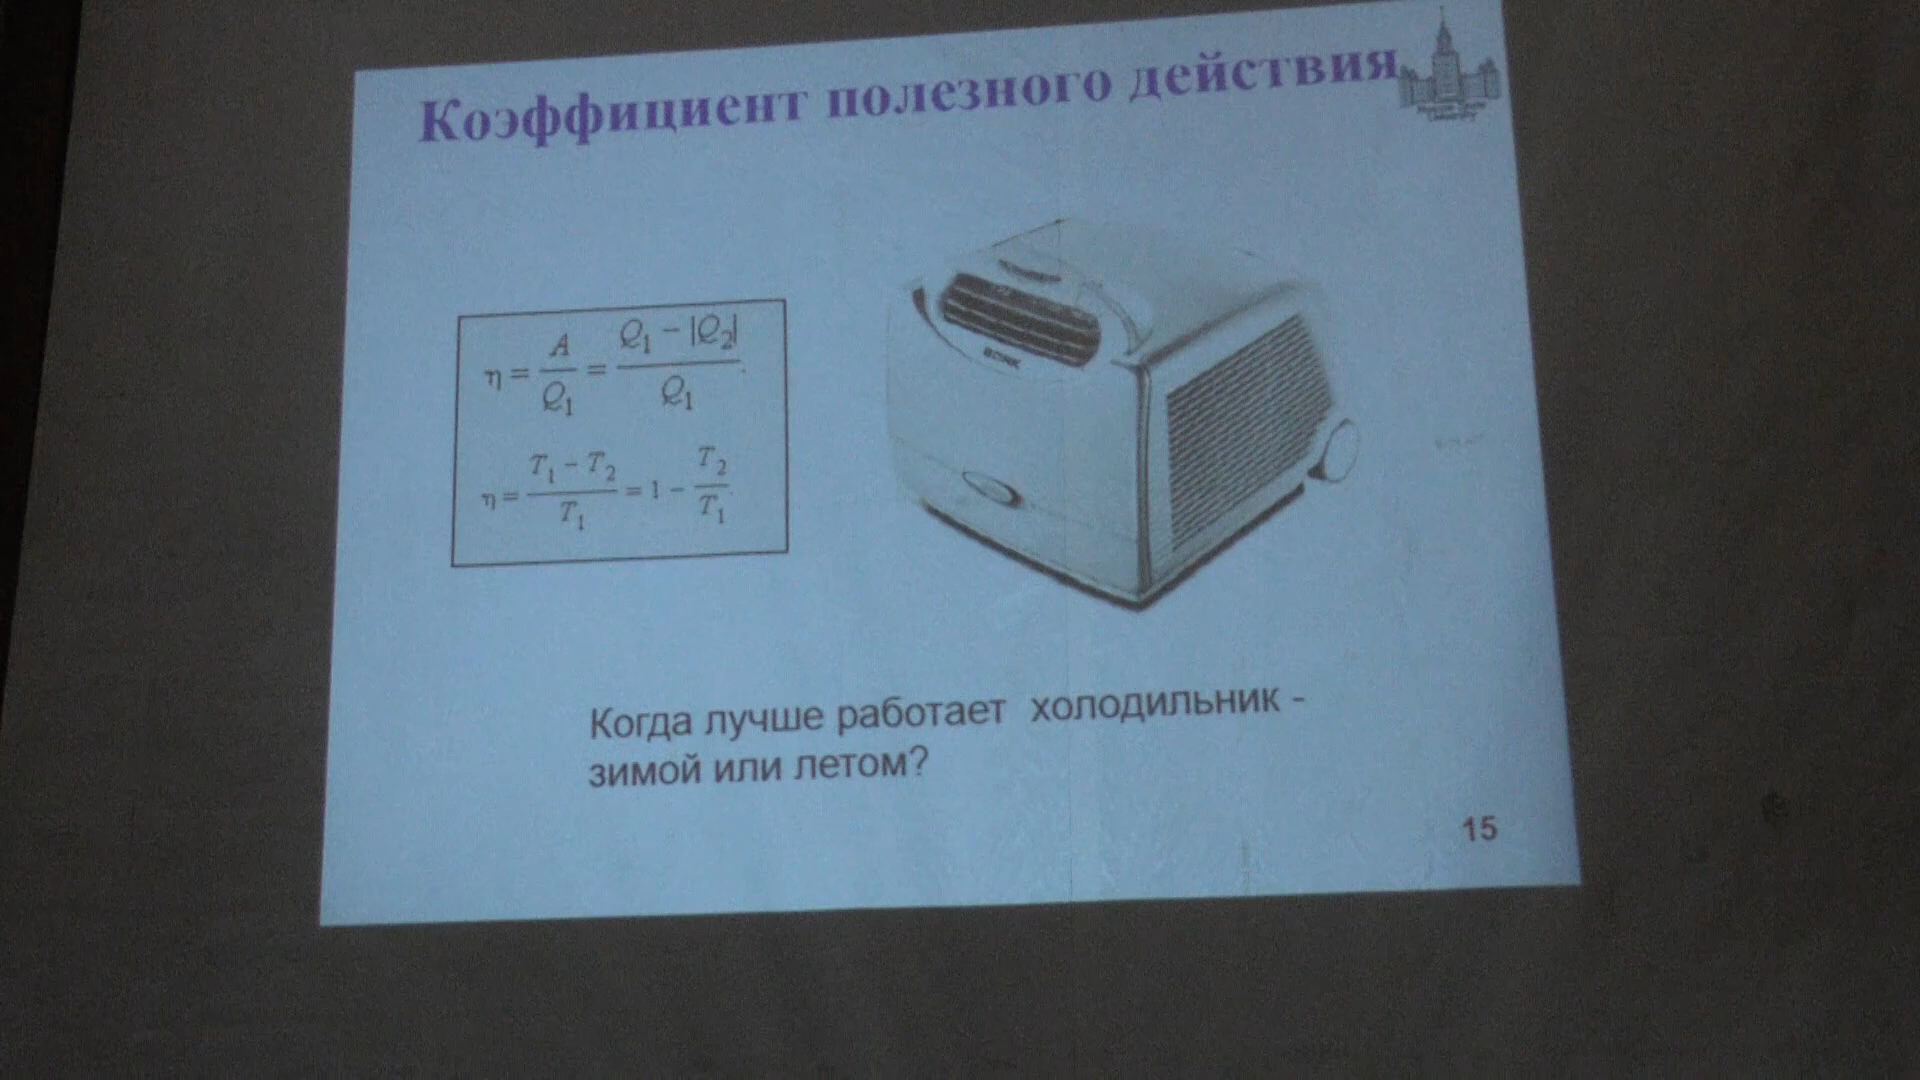 Коэффициент полезного действия
η = A / Q₁ = (Q₁ − |Q₂|) / Q₁ .
η = (T₁ − T₂) / T₁ = 1 − T₂ / T₁ .
Когда лучше работает холодильник -
зимой или летом?
15